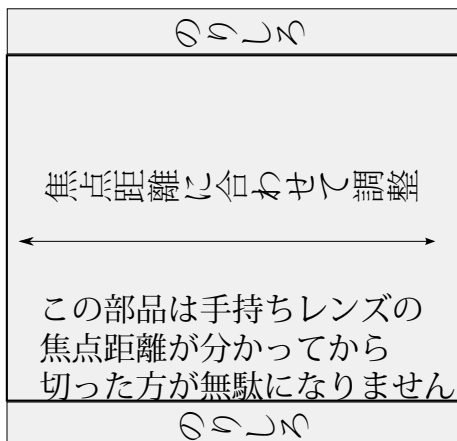 のりしろ
焦点距離に合わせて調整
この部品は手持ちレンズの
焦点距離が分かってから
切った方が無駄になりません
のりしろ